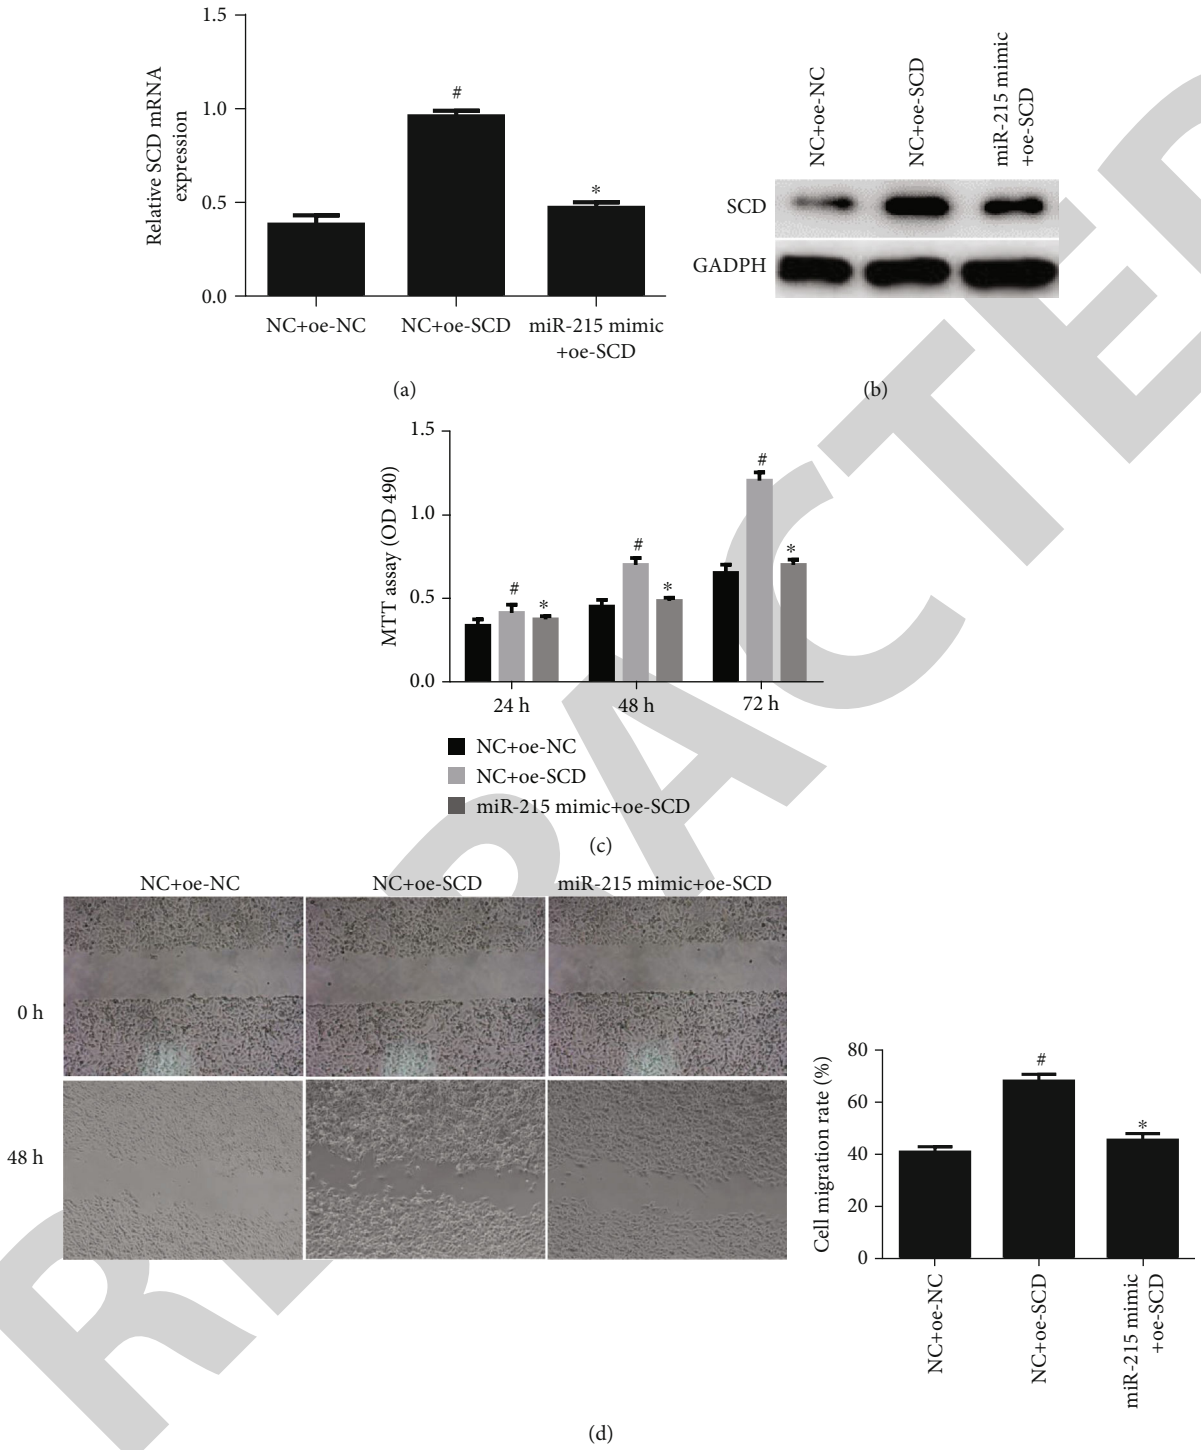 1.5
1.0
0.5
0.0
Relative SCD mRNA
expression
#
*
NC+oe-NC
NC+oe-SCD
miR-215 mimic
+oe-SCD
(a)
NC+oe-NC
NC+oe-SCD
miR-215 mimic
+oe-SCD
SCD
GADPH
(b)
1.5
1.0
0.5
0.0
MTT assay (OD 490)
#
*
#
*
#
*
24 h
48 h
72 h
NC+oe-NC
NC+oe-SCD
miR-215 mimic+oe-SCD
(c)
NC+oe-NC
NC+oe-SCD
miR-215 mimic+oe-SCD
0 h
48 h
80
60
40
20
0
Cell migration rate (%)
#
*
NC+oe-NC
NC+oe-SCD
miR-215 mimic
+oe-SCD
(d)
RETRACTED